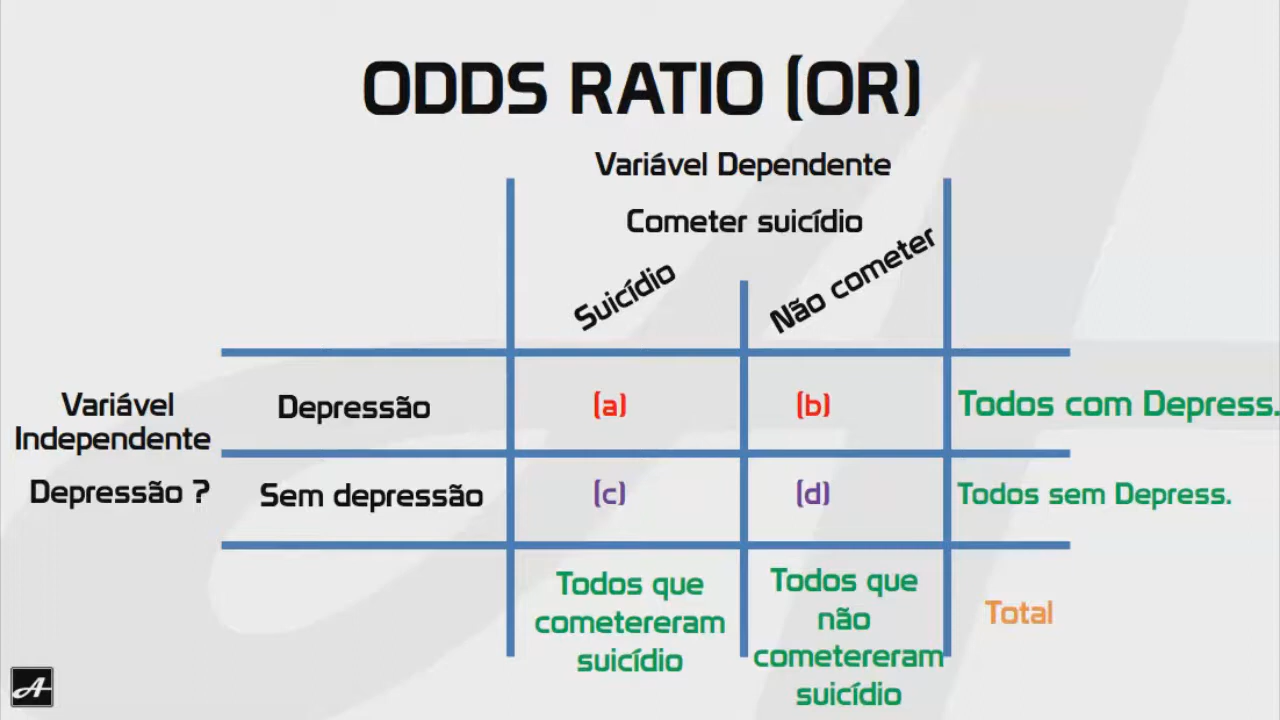 ODDS RATIO (OR)
Variável Dependente
Cometer suicídio
Suicídio
Não cometer
Variável
Independente
Depressão ?
Depressão
(a)
(b)
Todos com Depress.
Sem depressão
(c)
(d)
Todos sem Depress.
Todos que
cometereram
suicídio
Todos que
não
cometereram
suicídio
Total
A